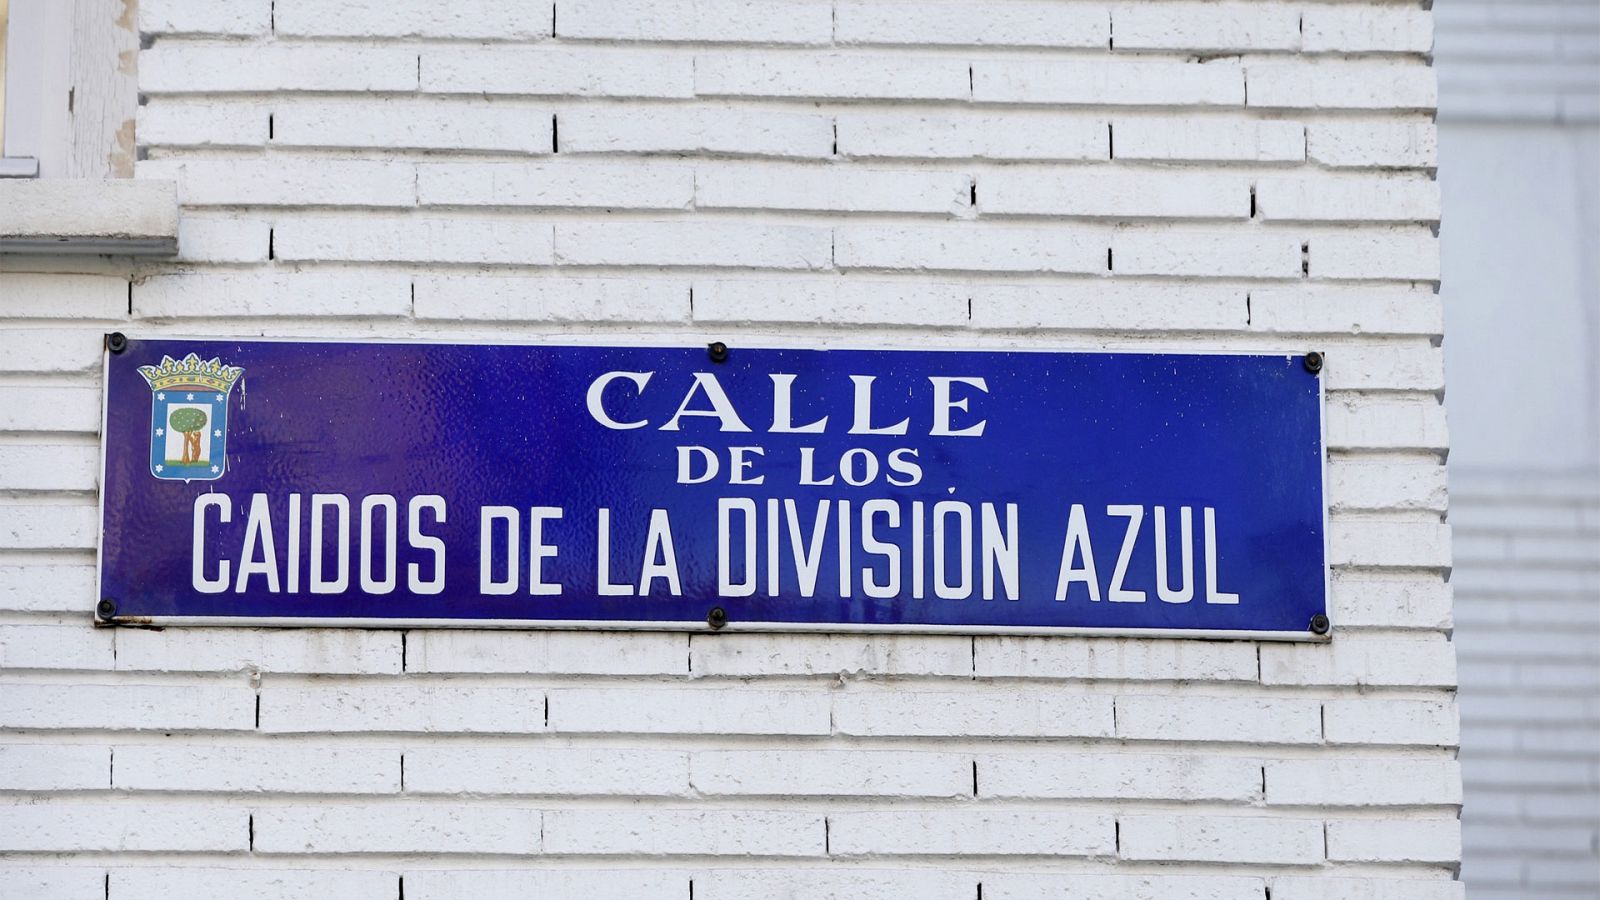 CALLE
DE LOS
CAIDOS DE LA DIVISIÓN AZUL